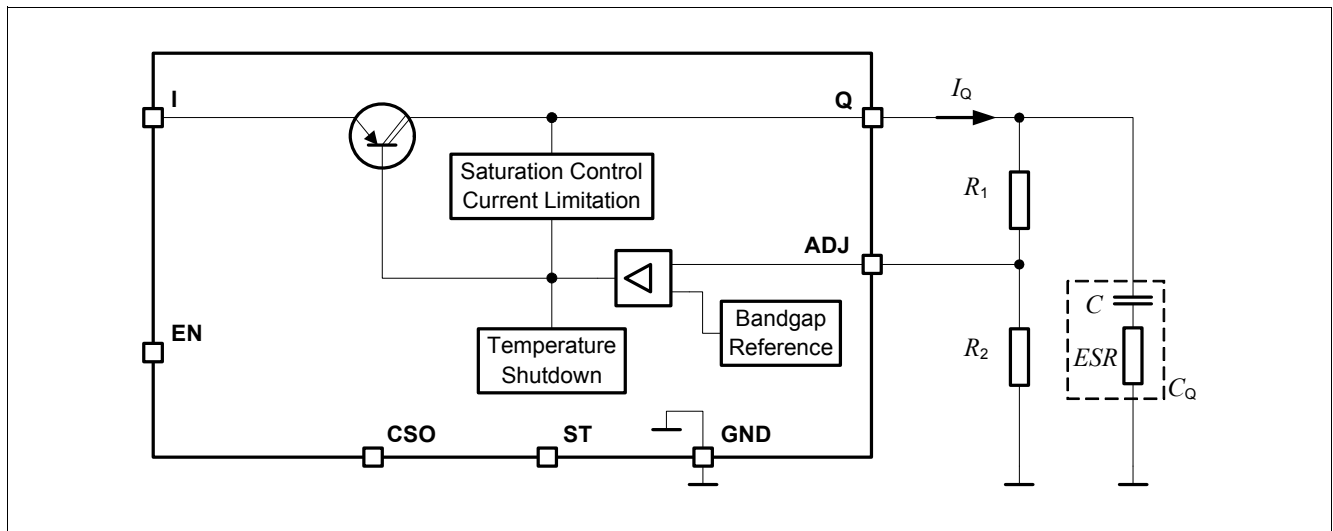 I
Q
I_Q
Saturation Control
Current Limitation
R_1
ADJ
C
EN
Temperature
Shutdown
Bandgap
Reference
R_2
ESR
C_Q
CSO
ST
GND